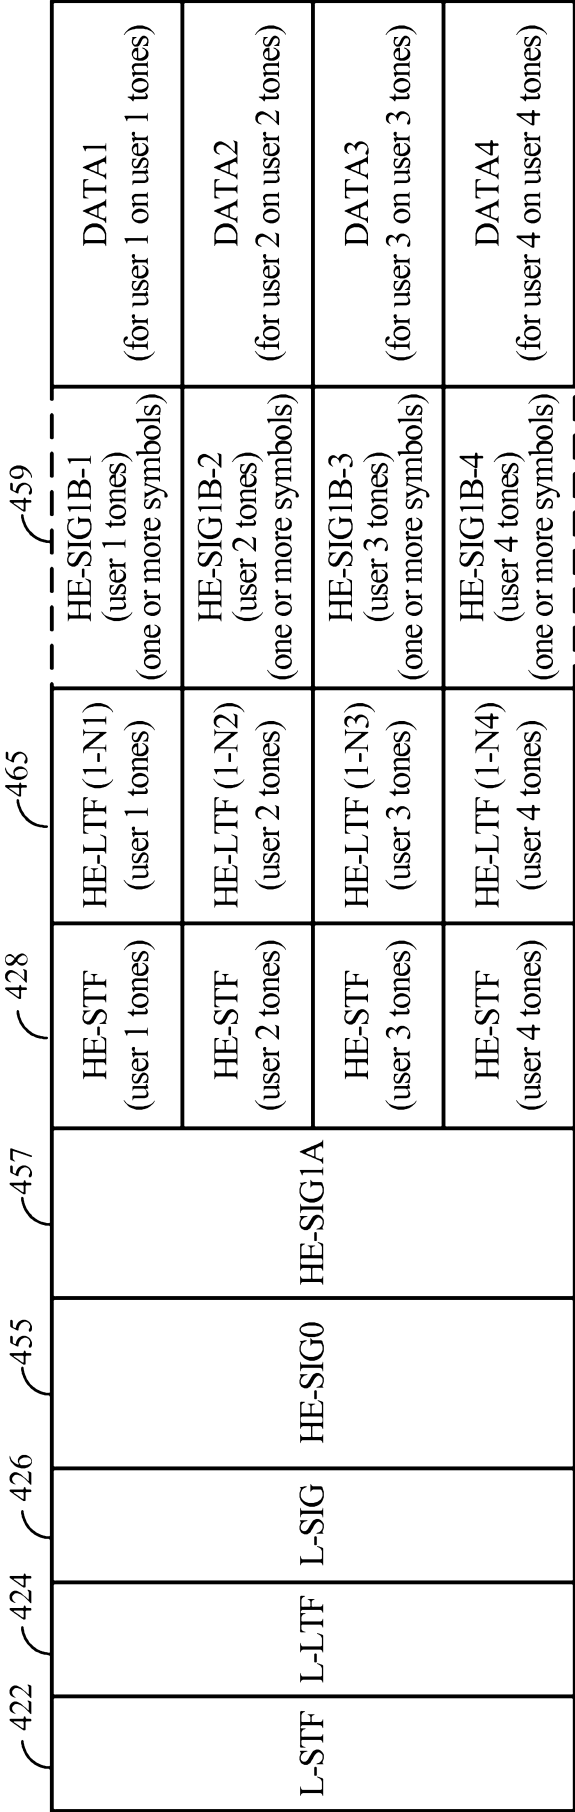 422
424
426
455
457
428
465
459
L-STF
L-LTF
L-SIG
HE-SIG0
HE-SIG1A
HE-STF
(user 1 tones)
HE-LTF (1-N1)
(user 1 tones)
HE-SIG1B-1
(user 1 tones)
(one or more symbols)
DATA1
(for user 1 on user 1 tones)
HE-STF
(user 2 tones)
HE-LTF (1-N2)
(user 2 tones)
HE-SIG1B-2
(user 2 tones)
(one or more symbols)
DATA2
(for user 2 on user 2 tones)
HE-STF
(user 3 tones)
HE-LTF (1-N3)
(user 3 tones)
HE-SIG1B-3
(user 3 tones)
(one or more symbols)
DATA3
(for user 3 on user 3 tones)
HE-STF
(user 4 tones)
HE-LTF (1-N4)
(user 4 tones)
HE-SIG1B-4
(user 4 tones)
(one or more symbols)
DATA4
(for user 4 on user 4 tones)